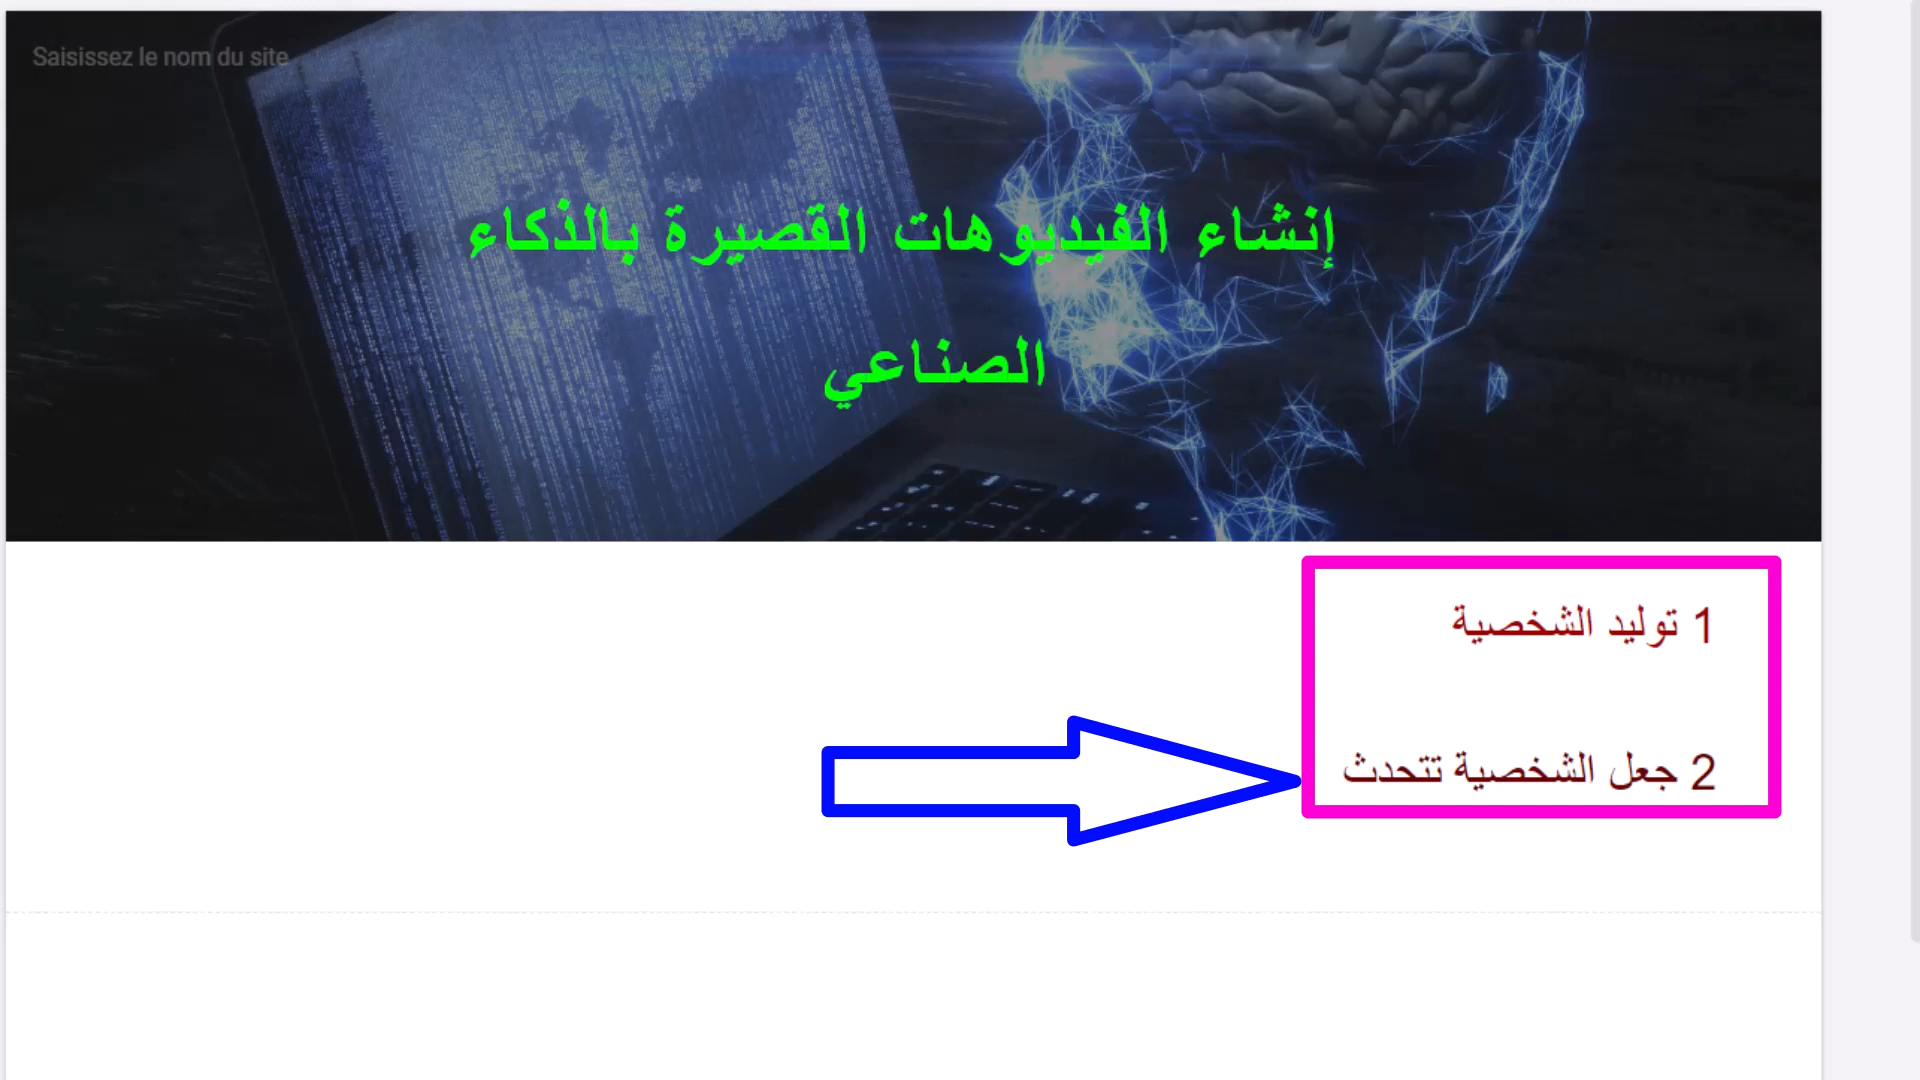 Saisissez le nom du site
إنشاء الفيديوهات القصيرة بالذكاء
الصناعي
1 توليد الشخصية
2 جعل الشخصية تتحدث